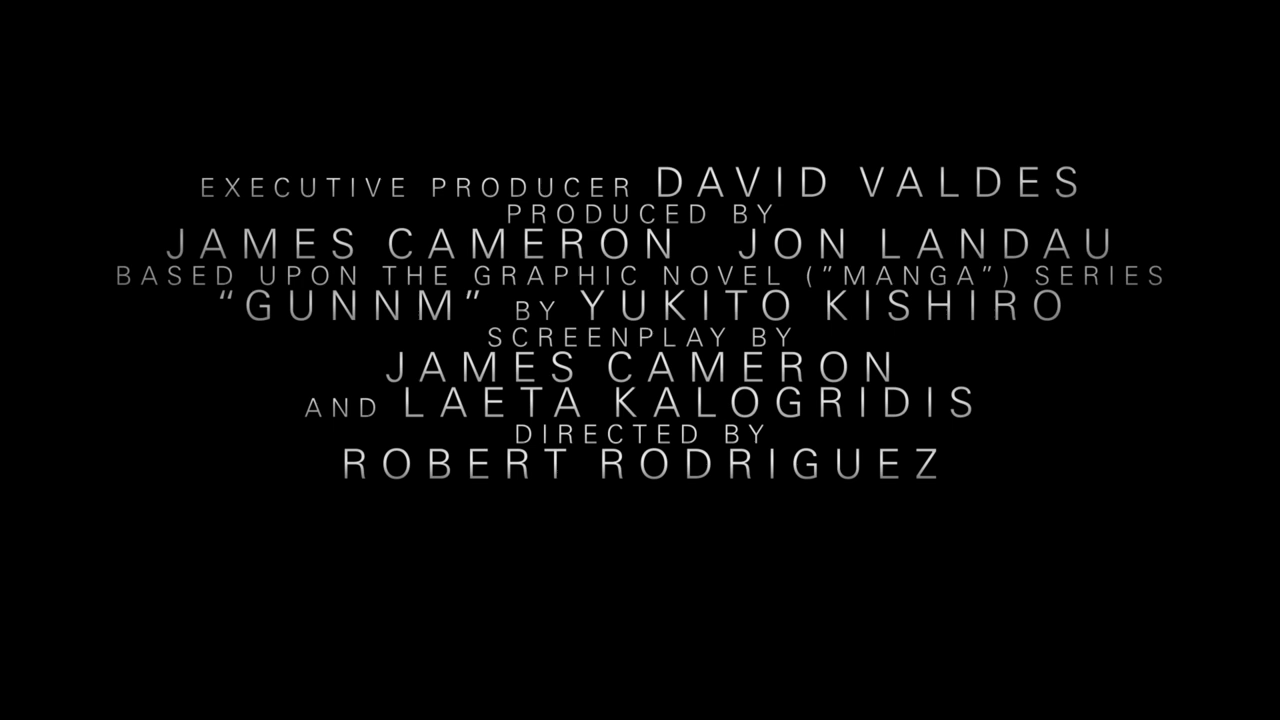 EXECUTIVE PRODUCER DAVID VALDES
PRODUCED BY
JAMES CAMERON JON LANDAU
BASED UPON THE GRAPHIC NOVEL (”MANGA”) SERIES
“GUNNM” BY YUKITO KISHIRO
SCREENPLAY BY
JAMES CAMERON
AND LAETA KALOGRIDIS
DIRECTED BY
ROBERT RODRIGUEZ